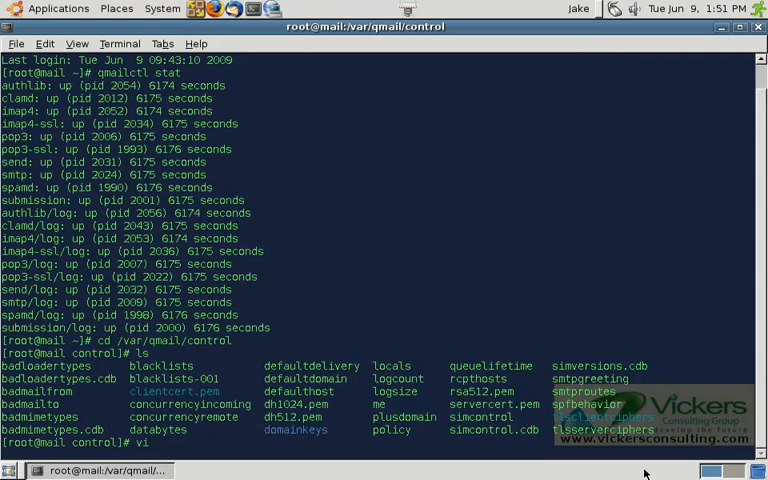 Applications Places System Jake Tue Jun 9, 1:51 PM
root@mail:/var/qmail/control
File Edit View Terminal Tabs Help
Last login: Tue Jun  9 09:43:10 2009
[root@mail ~]# qmailctl stat
authlib: up (pid 2054) 6174 seconds
clamd: up (pid 2012) 6175 seconds
imap4: up (pid 2052) 6174 seconds
imap4-ssl: up (pid 2034) 6175 seconds
pop3: up (pid 2006) 6175 seconds
pop3-ssl: up (pid 1993) 6176 seconds
send: up (pid 2031) 6175 seconds
smtp: up (pid 2024) 6175 seconds
spamd: up (pid 1990) 6176 seconds
submission: up (pid 2001) 6176 seconds
authlib/log: up (pid 2056) 6174 seconds
clamd/log: up (pid 2043) 6175 seconds
imap4/log: up (pid 2053) 6174 seconds
imap4-ssl/log: up (pid 2036) 6175 seconds
pop3/log: up (pid 2007) 6175 seconds
pop3-ssl/log: up (pid 2022) 6175 seconds
send/log: up (pid 2032) 6175 seconds
smtp/log: up (pid 2009) 6175 seconds
spamd/log: up (pid 1998) 6176 seconds
submission/log: up (pid 2000) 6176 seconds
[root@mail ~]# cd /var/qmail/control
[root@mail control]# ls
badloadertypes blacklists defaultdelivery locals queuelifetime simversions.cdb
badloadertypes.cdb blacklists-001 defaultdomain logcount rcpthosts smtpgreeting
badmailfrom clientcert.pem defaulthost logsize rsa512.pem smtproutes
badmailto concurrencyincoming dh1024.pem me servercert.pem spfbehavior
badmimetypes concurrencyremote dh512.pem plusdomain simcontrol tlsclientciphers
badmimetypes.cdb databytes domainkeys policy simcontrol.cdb tlsserverciphers
[root@mail control]# vi
Vickers
www.vickersconsulting.com
root@mail:/var/qmail/...